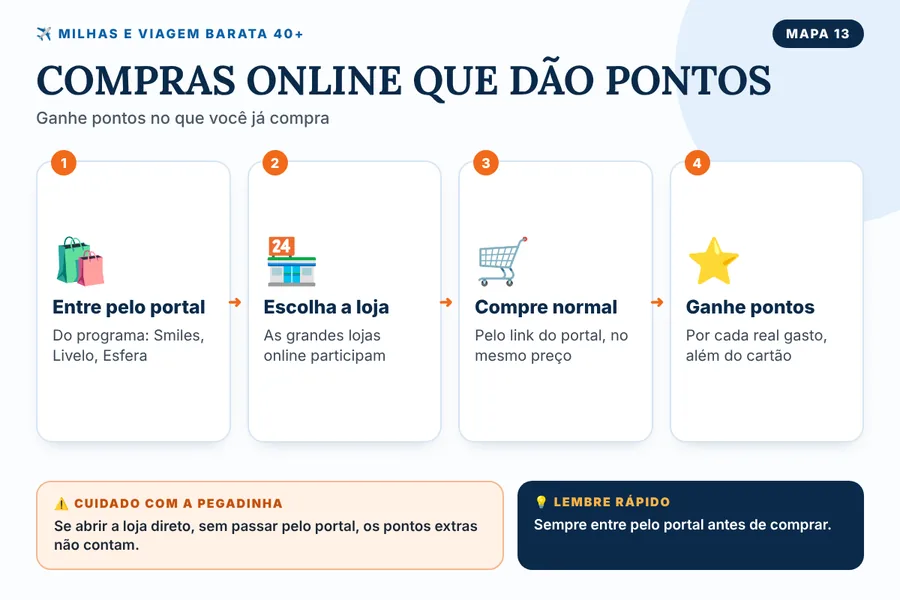 ✈️ MILHAS E VIAGEM BARATA 40+
MAPA 13
COMPRAS ONLINE QUE DÃO PONTOS
Ganhe pontos no que você já compra
1
Entre pelo portal
Do programa: Smiles,
Livelo, Esfera
2
24
Escolha a loja
As grandes lojas
online participam
3
Compre normal
Pelo link do portal, no
mesmo preço
4
Ganhe pontos
Por cada real gasto,
além do cartão
⚠️ CUIDADO COM A PEGADINHA
Se abrir a loja direto, sem passar pelo portal, os pontos extras
não contam.
💡 LEMBRE RÁPIDO
Sempre entre pelo portal antes de comprar.